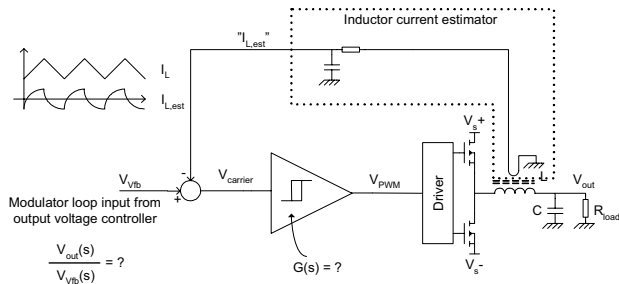 Inductor current estimator
"I_L,est"
I_L
I_L,est
V_s+
-
V_Vfb
+
V_carrier
V_PWM
Driver
L
V_out
Modulator loop input from
output voltage controller
C
R_load
V_s-
V_out(s)
V_Vfb(s)
= ?
G(s) = ?